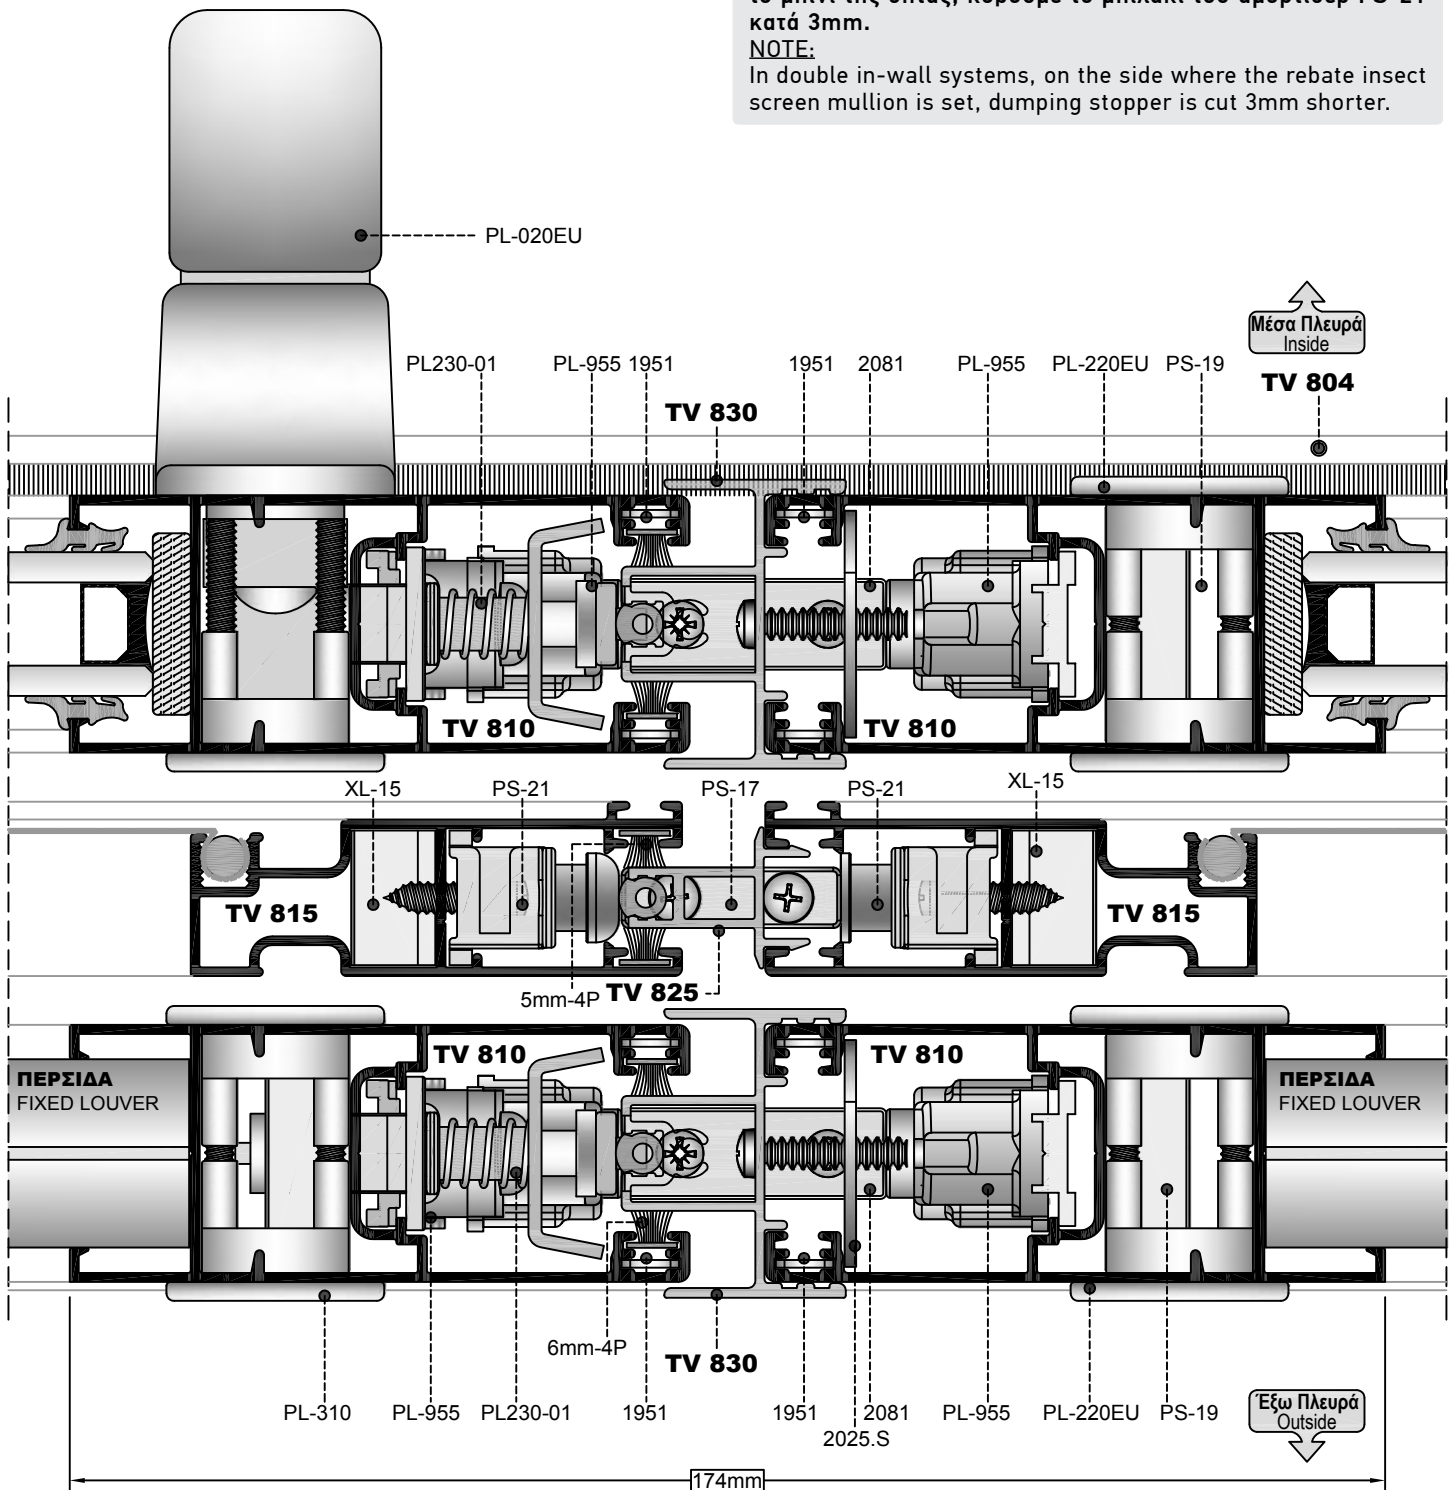 κατά 3mm.
NOTE:
In double in-wall systems, on the side where the rebate insect
screen mullion is set, dumping stopper is cut 3mm shorter.
PL-020EU
Μέσα Πλευρά
Inside
PL230-01
PL-955
1951
1951
2081
PL-955
PL-220EU
PS-19
TV 804
TV 830
TV 810
TV 810
XL-15
PS-21
PS-17
PS-21
XL-15
TV 815
TV 815
5mm-4P
TV 825
TV 810
TV 810
ΠΕΡΣΙΔΑ
FIXED LOUVER
ΠΕΡΣΙΔΑ
FIXED LOUVER
6mm-4P
TV 830
PL-310
PL-955
PL230-01
1951
1951
2081
PL-955
PL-220EU
PS-19
2025.S
Έξω Πλευρά
Outside
174mm